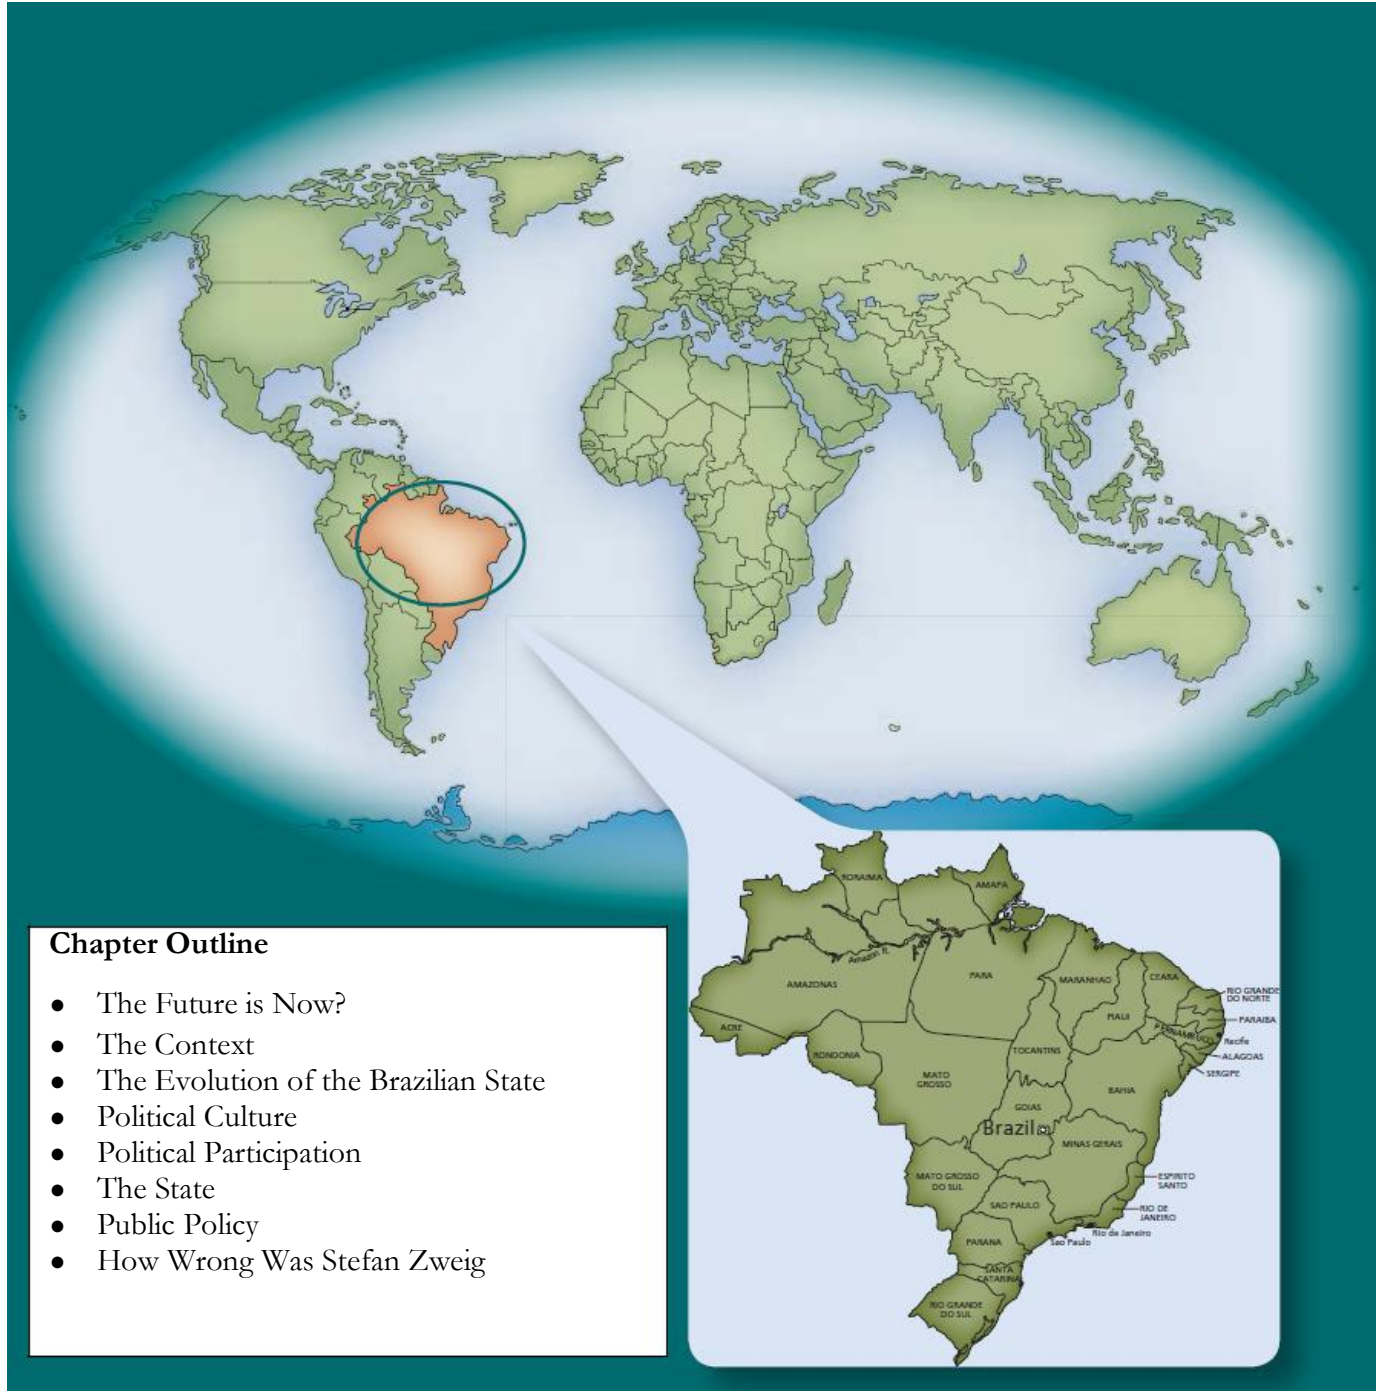 Chapter Outline
● The Future is Now?
● The Context
● The Evolution of the Brazilian State
● Political Culture
● Political Participation
● The State
● Public Policy
● How Wrong Was Stefan Zweig
RORAIMA
AMAPA
Amazon R.
AMAZONAS
PARA
MARANHAO
CEARA
RIO GRANDE
DO NORTE
PARAIBA
PIAUI
PERNAMBUCO
Recife
ALAGOAS
SERGIPE
ACRE
RONDONIA
TOCANTINS
MATO
GROSSO
BAHIA
GOIAS
Brazil
MINAS GERAIS
MATO GROSSO
DO SUL
ESPIRITO
SANTO
SAO PAULO
RIO DE
JANEIRO
Rio de Janeiro
Sao Paulo
PARANA
SANTA
CATARINA
RIO GRANDE
DO SUL